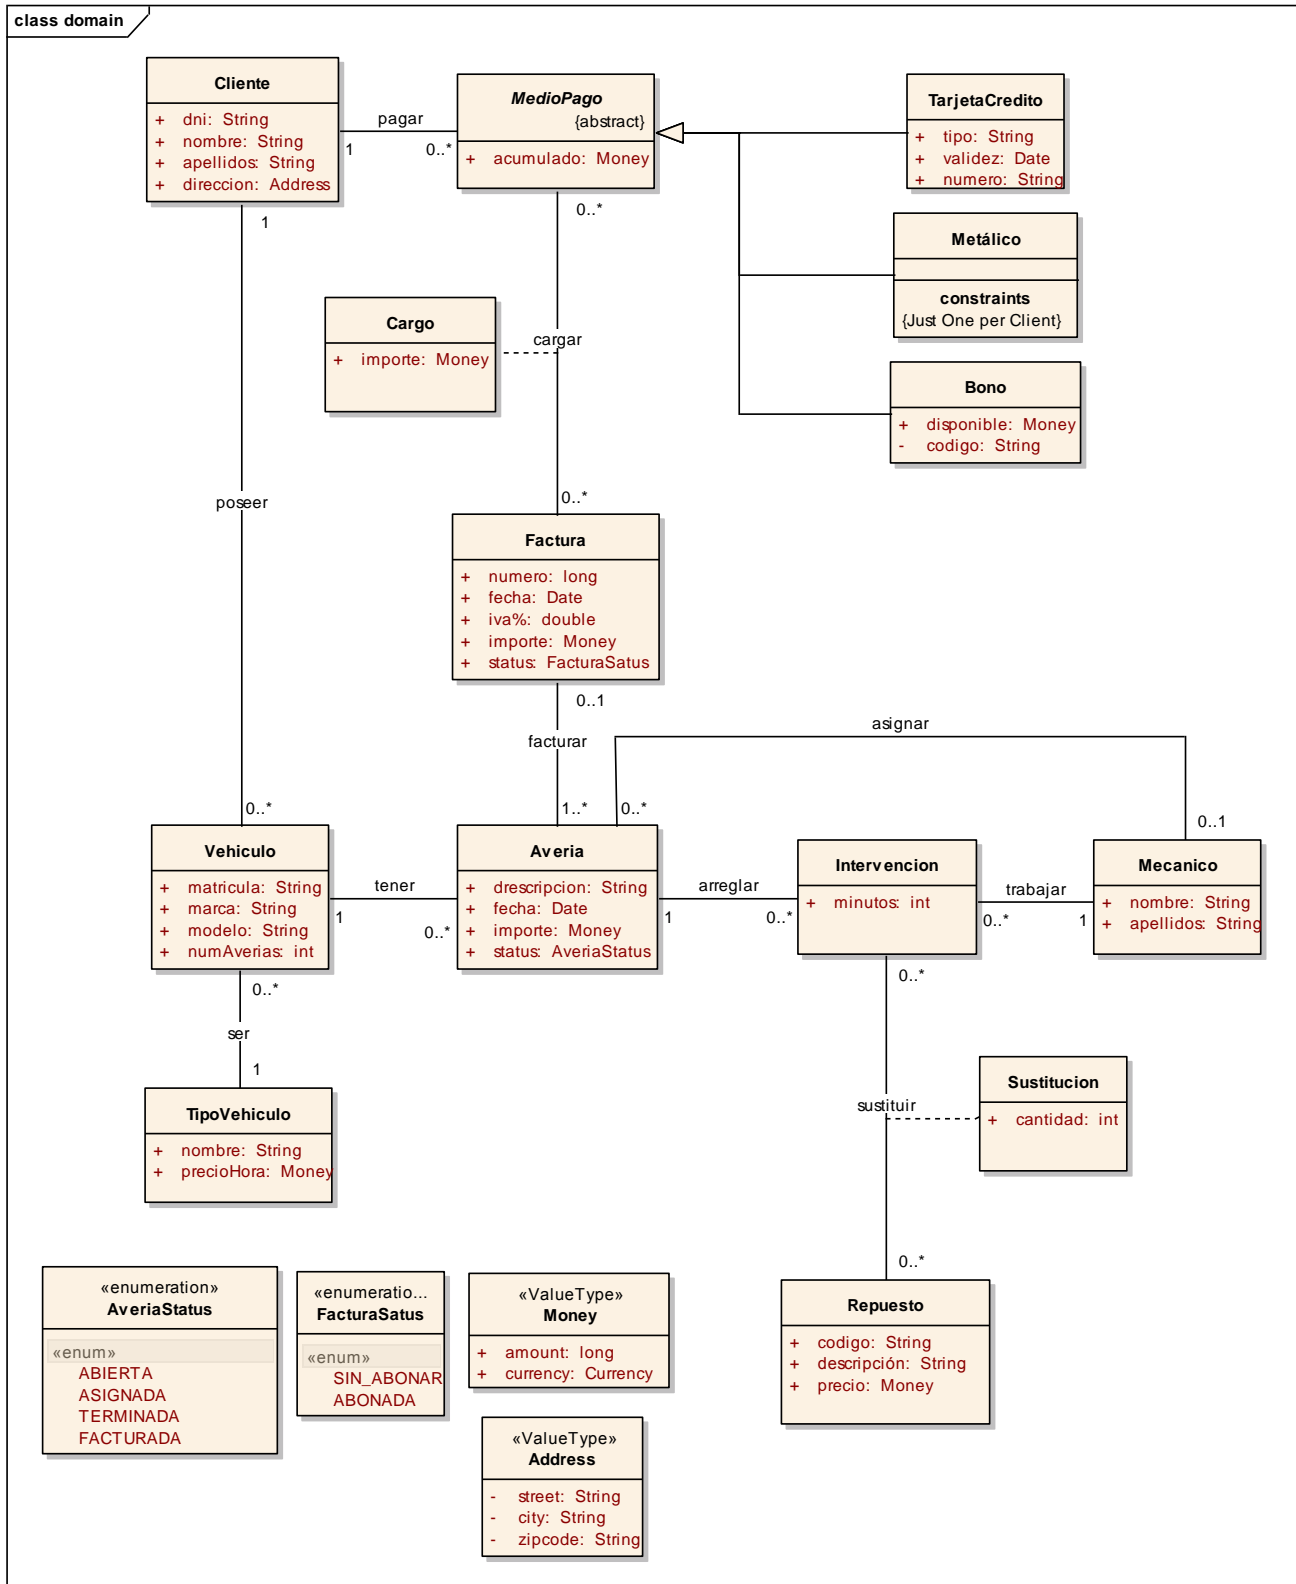 class domain
Cliente
+ dni: String
+ nombre: String
+ apellidos: String
+ direccion: Address
pagar
1
0..*
MedioPago
{abstract}
+ acumulado: Money
TarjetaCredito
+ tipo: String
+ validez: Date
+ numero: String
Metálico
constraints
{Just One per Client}
Bono
+ disponible: Money
- codigo: String
1
0..*
Cargo
+ importe: Money
cargar
poseer
0..*
Factura
+ numero: long
+ fecha: Date
+ iva%: double
+ importe: Money
+ status: FacturaSatus
0..1
facturar
asignar
0..*
1..*
0..*
0..1
Vehiculo
+ matricula: String
+ marca: String
+ modelo: String
+ numAverias: int
tener
1
0..*
Averia
+ drescripcion: String
+ fecha: Date
+ importe: Money
+ status: AveriaStatus
arreglar
1
0..*
Intervencion
+ minutos: int
trabajar
0..*
1
Mecanico
+ nombre: String
+ apellidos: String
0..*
ser
1
TipoVehiculo
+ nombre: String
+ precioHora: Money
0..*
sustituir
Sustitucion
+ cantidad: int
0..*
Repuesto
+ codigo: String
+ descripción: String
+ precio: Money
«enumeration»
AveriaStatus
«enum»
ABIERTA
ASIGNADA
TERMINADA
FACTURADA
«enumeratio...
FacturaSatus
«enum»
SIN_ABONAR
ABONADA
«ValueType»
Money
+ amount: long
+ currency: Currency
«ValueType»
Address
- street: String
- city: String
- zipcode: String